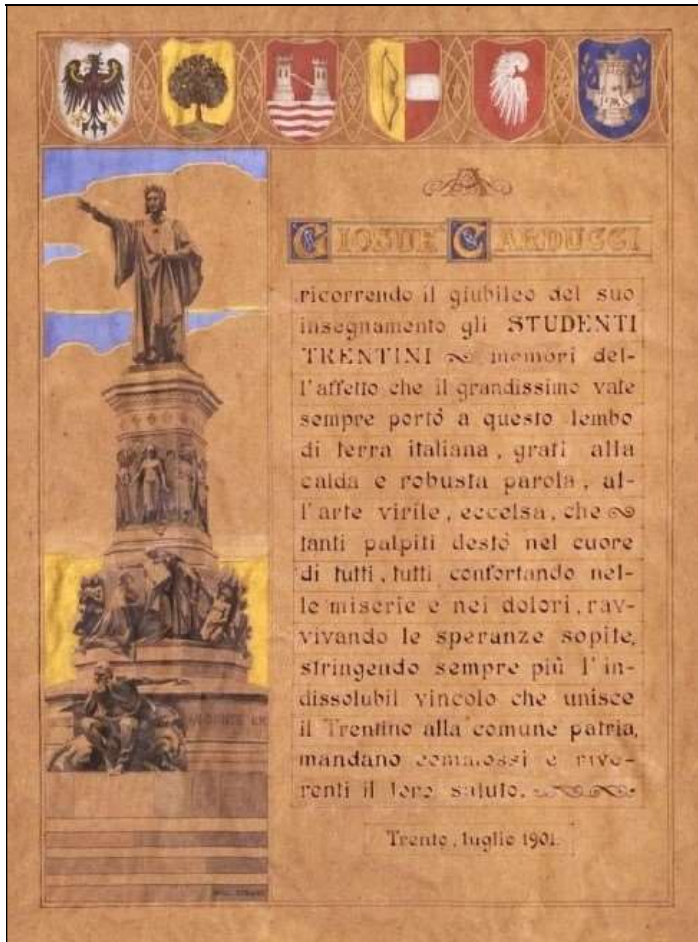 GIOSUE' CARDUCCI
ricorrendo il giubileo del suo
insegnamento gli STUDENTI
TRENTINI memori del-
l'affetto che il grandissimo vate
sempre portò a questo lembo
di terra italiana, grati alla
calda e robusta parola, al-
l'arte virile, eccelsa, che
tanti palpiti destò nel cuore
di tutti, tutti confortando nel-
le miserie e nei dolori, rav-
vivando le speranze sopite,
stringendo sempre più l'in-
dissolubil vincolo che unisce
il Trentino alla comune patria,
mandano commossi e rive-
renti il loro saluto.
Trento, luglio 1901.